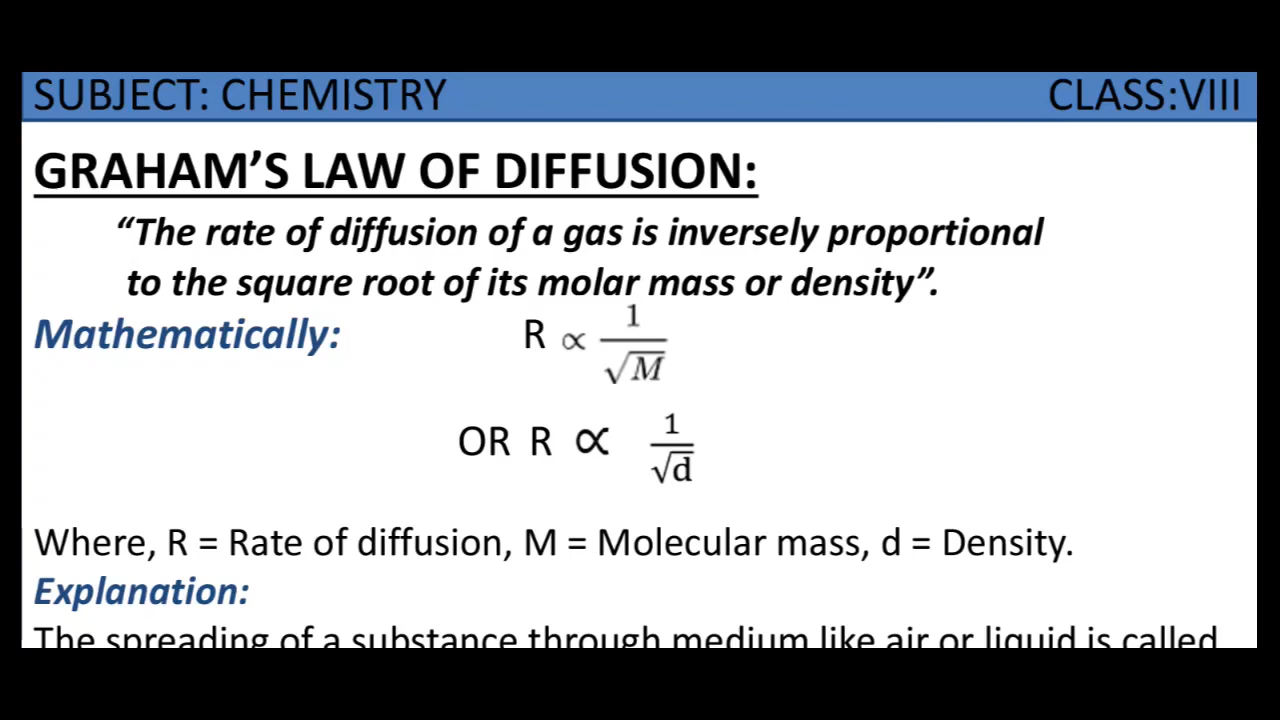 SUBJECT: CHEMISTRY CLASS:VIII
GRAHAM’S LAW OF DIFFUSION:
“The rate of diffusion of a gas is inversely proportional
to the square root of its molar mass or density”.
Mathematically: R ∝ 1/√M
OR R ∝ 1/√d
Where, R = Rate of diffusion, M = Molecular mass, d = Density.
Explanation:
The spreading of a substance through medium like air or liquid is called